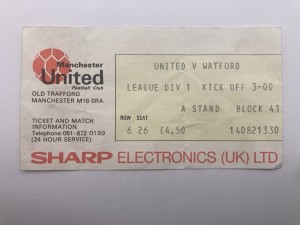 Manchester
United
Football Club
OLD TRAFFORD
MANCHESTER M16 0RA
TICKET AND MATCH
INFORMATION
Telephone 061-872 0199
(24 HOUR SERVICE)
UNITED V WATFORD
LEAGUE DIV 1 KICK OFF 3-00
A STAND BLOCK 41
ROW SEAT
6 26 £4.50 140821330
SHARP ELECTRONICS (UK) LTD